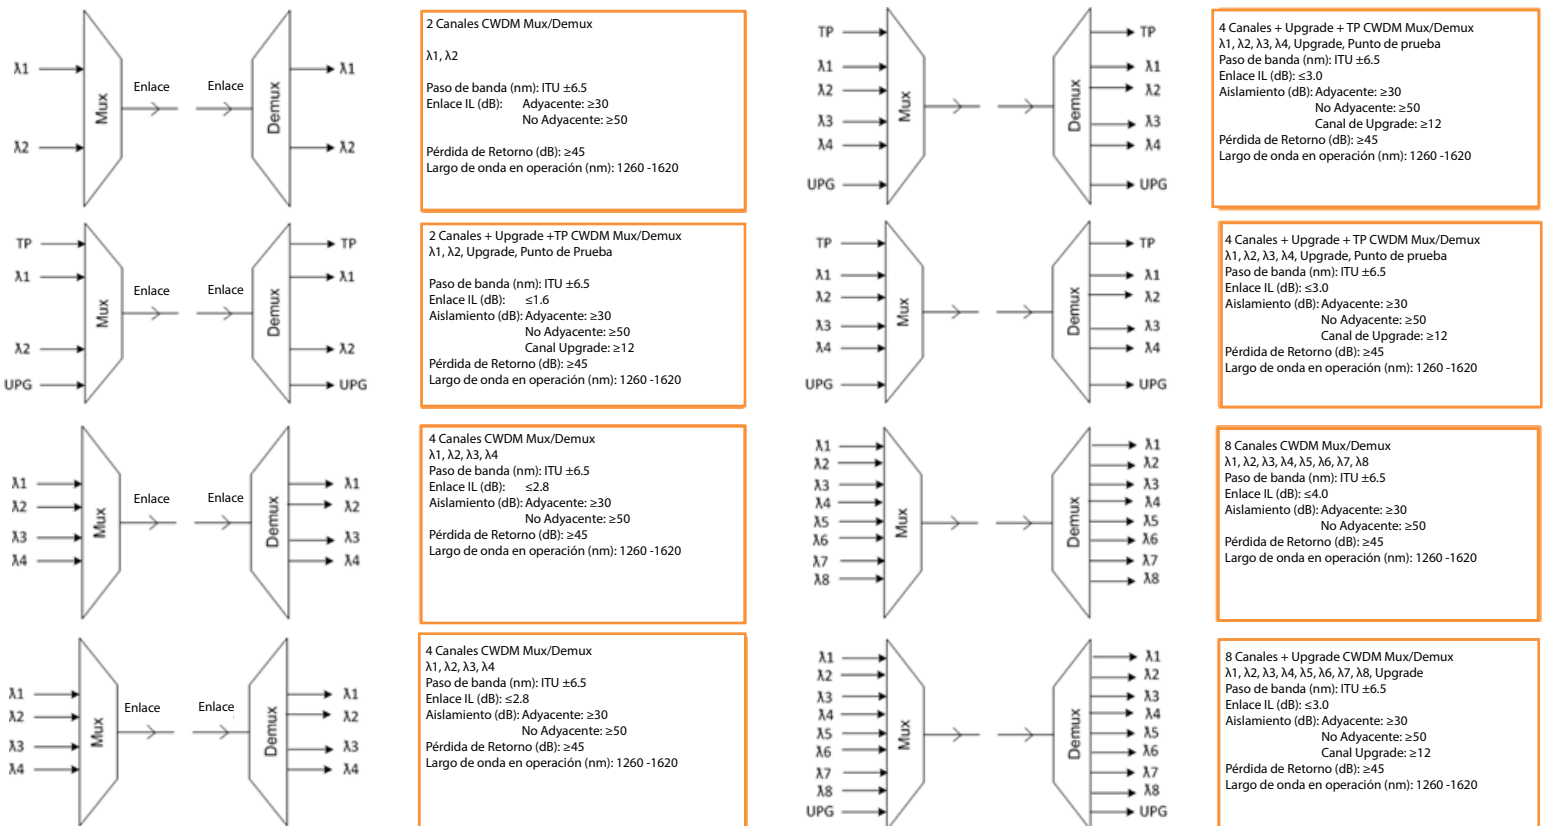 λ1
λ2
Mux
Enlace
Enlace
Demux
λ1
λ2
2 Canales CWDM Mux/Demux
λ1, λ2
Paso de banda (nm): ITU ±6.5
Enlace IL (dB): Adyacente: ≥30
No Adyacente: ≥50
Pérdida de Retorno (dB): ≥45
Largo de onda en operación (nm): 1260 -1620
TP
λ1
λ2
λ3
λ4
UPG
Mux
Demux
TP
λ1
λ2
λ3
λ4
UPG
4 Canales + Upgrade + TP CWDM Mux/Demux
λ1, λ2, λ3, λ4, Upgrade, Punto de prueba
Paso de banda (nm): ITU ±6.5
Enlace IL (dB): ≤3.0
Aislamiento (dB): Adyacente: ≥30
No Adyacente: ≥50
Canal de Upgrade: ≥12
Pérdida de Retorno (dB): ≥45
Largo de onda en operación (nm): 1260 -1620
TP
λ1
λ2
UPG
Mux
Enlace
Enlace
Demux
TP
λ1
λ2
UPG
2 Canales + Upgrade +TP CWDM Mux/Demux
λ1, λ2, Upgrade, Punto de Prueba
Paso de banda (nm): ITU ±6.5
Enlace IL (dB): ≤1.6
Aislamiento (dB): Adyacente: ≥30
No Adyacente: ≥50
Canal Upgrade: ≥12
Pérdida de Retorno (dB): ≥45
Largo de onda en operación (nm): 1260 -1620
TP
λ1
λ2
λ3
λ4
UPG
Mux
Demux
TP
λ1
λ2
λ3
λ4
UPG
4 Canales + Upgrade + TP CWDM Mux/Demux
λ1, λ2, λ3, λ4, Upgrade, Punto de prueba
Paso de banda (nm): ITU ±6.5
Enlace IL (dB): ≤3.0
Aislamiento (dB): Adyacente: ≥30
No Adyacente: ≥50
Canal de Upgrade: ≥12
Pérdida de Retorno (dB): ≥45
Largo de onda en operación (nm): 1260 -1620
λ1
λ2
λ3
λ4
Mux
Enlace
Enlace
Demux
λ1
λ2
λ3
λ4
4 Canales CWDM Mux/Demux
λ1, λ2, λ3, λ4
Paso de banda (nm): ITU ±6.5
Enlace IL (dB): ≤2.8
Aislamiento (dB): Adyacente: ≥30
No Adyacente: ≥50
Pérdida de Retorno (dB): ≥45
Largo de onda en operación (nm): 1260 -1620
λ1
λ2
λ3
λ4
λ5
λ6
λ7
λ8
Mux
Demux
λ1
λ2
λ3
λ4
λ5
λ6
λ7
λ8
8 Canales CWDM Mux/Demux
λ1, λ2, λ3, λ4, λ5, λ6, λ7, λ8
Paso de banda (nm): ITU ±6.5
Enlace IL (dB): ≤4.0
Aislamiento (dB): Adyacente: ≥30
No Adyacente: ≥50
Pérdida de Retorno (dB): ≥45
Largo de onda en operación (nm): 1260 -1620
λ1
λ2
λ3
λ4
Mux
Enlace
Enlace
Demux
λ1
λ2
λ3
λ4
4 Canales CWDM Mux/Demux
λ1, λ2, λ3, λ4
Paso de banda (nm): ITU ±6.5
Enlace IL (dB): ≤2.8
Aislamiento (dB): Adyacente: ≥30
No Adyacente: ≥50
Pérdida de Retorno (dB): ≥45
Largo de onda en operación (nm): 1260 -1620
λ1
λ2
λ3
λ4
λ5
λ6
λ7
λ8
UPG
Mux
Demux
λ1
λ2
λ3
λ4
λ5
λ6
λ7
λ8
UPG
8 Canales + Upgrade CWDM Mux/Demux
λ1, λ2, λ3, λ4, λ5, λ6, λ7, λ8, Upgrade
Paso de banda (nm): ITU ±6.5
Enlace IL (dB): ≤3.0
Aislamiento (dB): Adyacente: ≥30
No Adyacente: ≥50
Canal Upgrade: ≥12
Pérdida de Retorno (dB): ≥45
Largo de onda en operación (nm): 1260 -1620